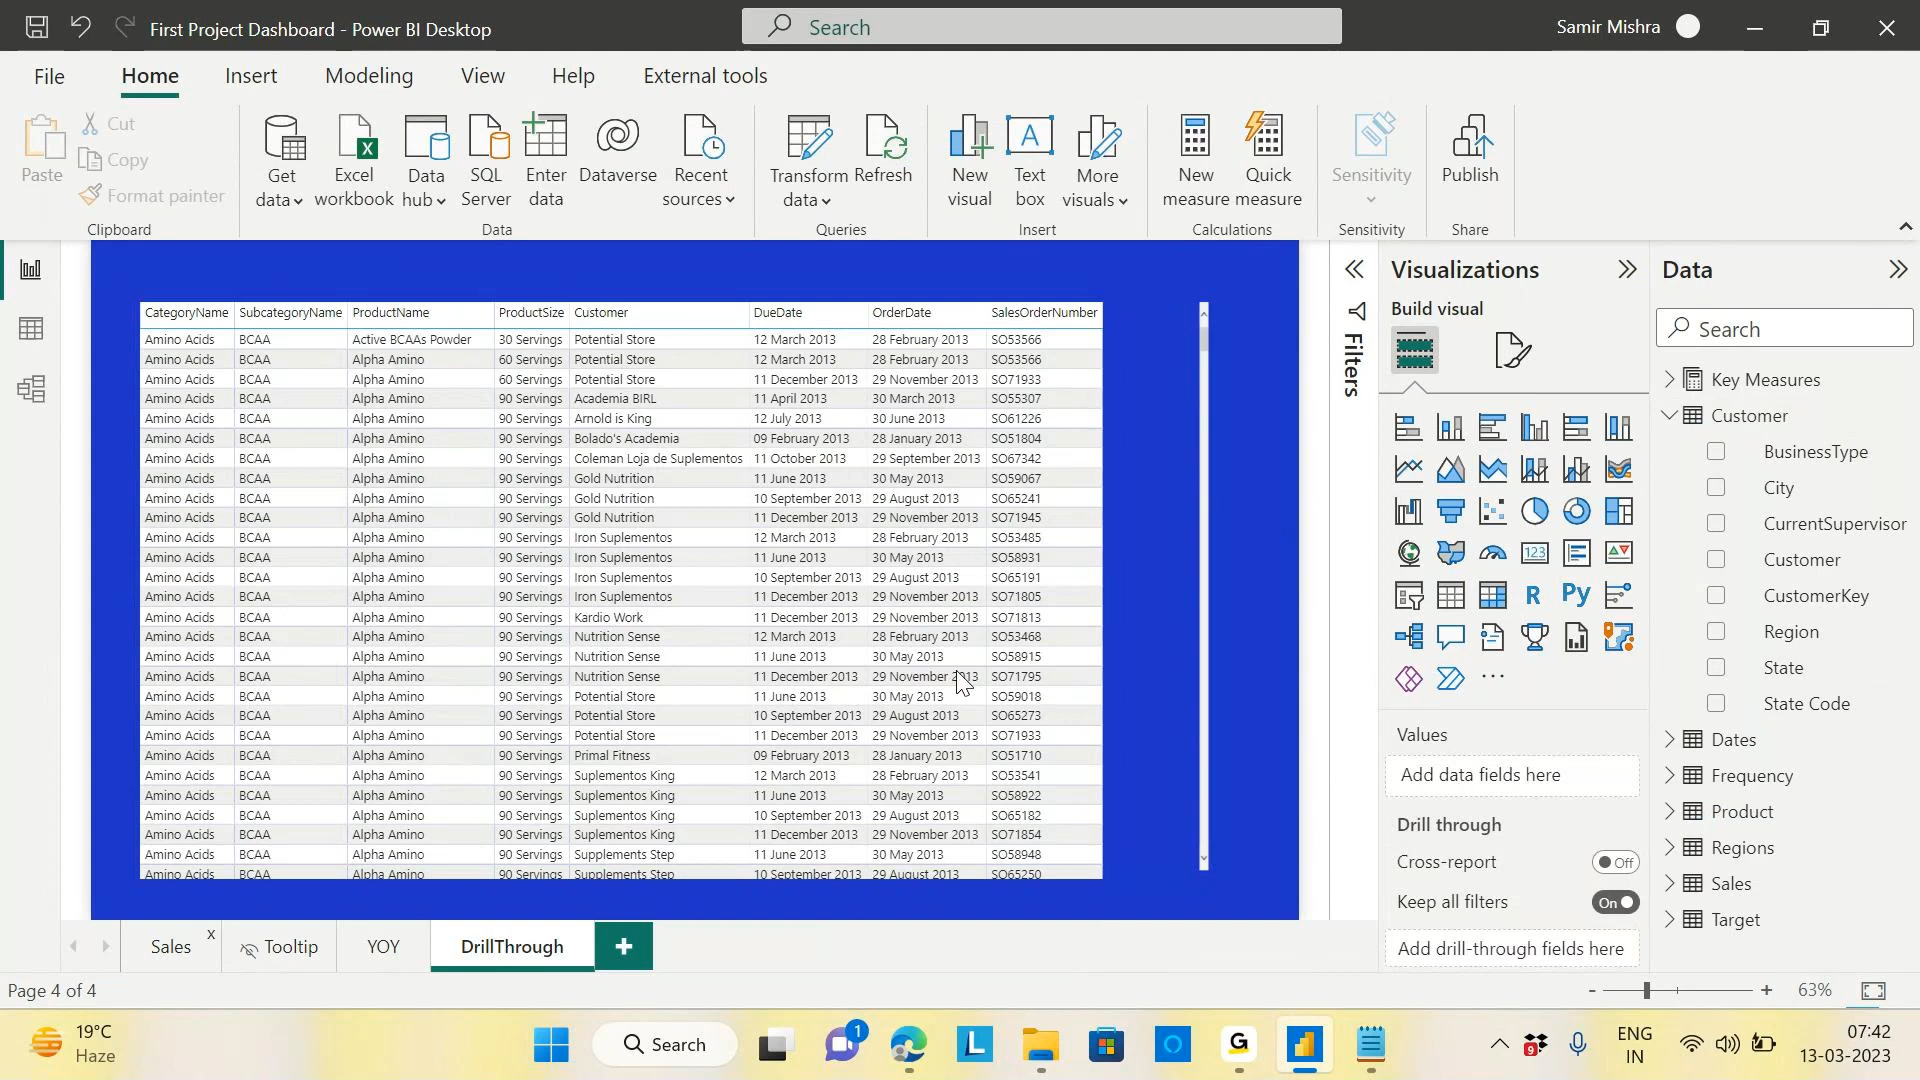 First Project Dashboard - Power BI Desktop
Search
Samir Mishra
File Home Insert Modeling View Help External tools
Paste
Cut
Copy
Format painter
Clipboard
Get data
Excel workbook
Data hub
SQL Server
Enter data
Dataverse
Recent sources
Data
Transform data
Refresh
Queries
New visual
Text box
More visuals
Insert
New measure
Quick measure
Calculations
Sensitivity
Sensitivity
Publish
Share
CategoryName SubcategoryName ProductName ProductSize Customer DueDate OrderDate SalesOrderNumber
Amino Acids BCAA Active BCAAs Powder 30 Servings Potential Store 12 March 2013 28 February 2013 SO53566
Amino Acids BCAA Alpha Amino 60 Servings Potential Store 12 March 2013 28 February 2013 SO53566
Amino Acids BCAA Alpha Amino 60 Servings Potential Store 11 December 2013 29 November 2013 SO71933
Amino Acids BCAA Alpha Amino 90 Servings Academia BIRL 11 April 2013 30 March 2013 SO55307
Amino Acids BCAA Alpha Amino 90 Servings Arnold is King 12 July 2013 30 June 2013 SO61226
Amino Acids BCAA Alpha Amino 90 Servings Bolado's Academia 09 February 2013 28 January 2013 SO51804
Amino Acids BCAA Alpha Amino 90 Servings Coleman Loja de Suplementos 11 October 2013 29 September 2013 SO67342
Amino Acids BCAA Alpha Amino 90 Servings Gold Nutrition 11 June 2013 30 May 2013 SO59067
Amino Acids BCAA Alpha Amino 90 Servings Gold Nutrition 10 September 2013 29 August 2013 SO65241
Amino Acids BCAA Alpha Amino 90 Servings Gold Nutrition 11 December 2013 29 November 2013 SO71945
Amino Acids BCAA Alpha Amino 90 Servings Iron Suplementos 12 March 2013 28 February 2013 SO53485
Amino Acids BCAA Alpha Amino 90 Servings Iron Suplementos 11 June 2013 30 May 2013 SO58931
Amino Acids BCAA Alpha Amino 90 Servings Iron Suplementos 10 September 2013 29 August 2013 SO65191
Amino Acids BCAA Alpha Amino 90 Servings Iron Suplementos 11 December 2013 29 November 2013 SO71805
Amino Acids BCAA Alpha Amino 90 Servings Kardio Work 11 December 2013 29 November 2013 SO71813
Amino Acids BCAA Alpha Amino 90 Servings Nutrition Sense 12 March 2013 28 February 2013 SO53468
Amino Acids BCAA Alpha Amino 90 Servings Nutrition Sense 11 June 2013 30 May 2013 SO58915
Amino Acids BCAA Alpha Amino 90 Servings Nutrition Sense 11 December 2013 29 November 2013 SO71795
Amino Acids BCAA Alpha Amino 90 Servings Potential Store 11 June 2013 30 May 2013 SO59018
Amino Acids BCAA Alpha Amino 90 Servings Potential Store 10 September 2013 29 August 2013 SO65273
Amino Acids BCAA Alpha Amino 90 Servings Potential Store 11 December 2013 29 November 2013 SO71933
Amino Acids BCAA Alpha Amino 90 Servings Primal Fitness 09 February 2013 28 January 2013 SO51710
Amino Acids BCAA Alpha Amino 90 Servings Suplementos King 12 March 2013 28 February 2013 SO53541
Amino Acids BCAA Alpha Amino 90 Servings Suplementos King 11 June 2013 30 May 2013 SO58922
Amino Acids BCAA Alpha Amino 90 Servings Suplementos King 10 September 2013 29 August 2013 SO65182
Amino Acids BCAA Alpha Amino 90 Servings Suplementos King 11 December 2013 29 November 2013 SO71854
Amino Acids BCAA Alpha Amino 90 Servings Supplements Step 11 June 2013 30 May 2013 SO58948
Amino Acids BCAA Alpha Amino 90 Servings Supplements Step 10 September 2013 29 August 2013 SO65250
Filters
Visualizations
Build visual
123
R
Py
Values
Add data fields here
Drill through
Cross-report Off
Keep all filters On
Add drill-through fields here
Data
Search
Key Measures
Customer
BusinessType
City
CurrentSupervisor
Customer
CustomerKey
Region
State
State Code
Dates
Frequency
Product
Regions
Sales
Target
Sales x Tooltip YOY DrillThrough
Page 4 of 4
- + 63%
19°C
Haze
Search
1
L
G
9
ENG
IN
07:42
13-03-2023